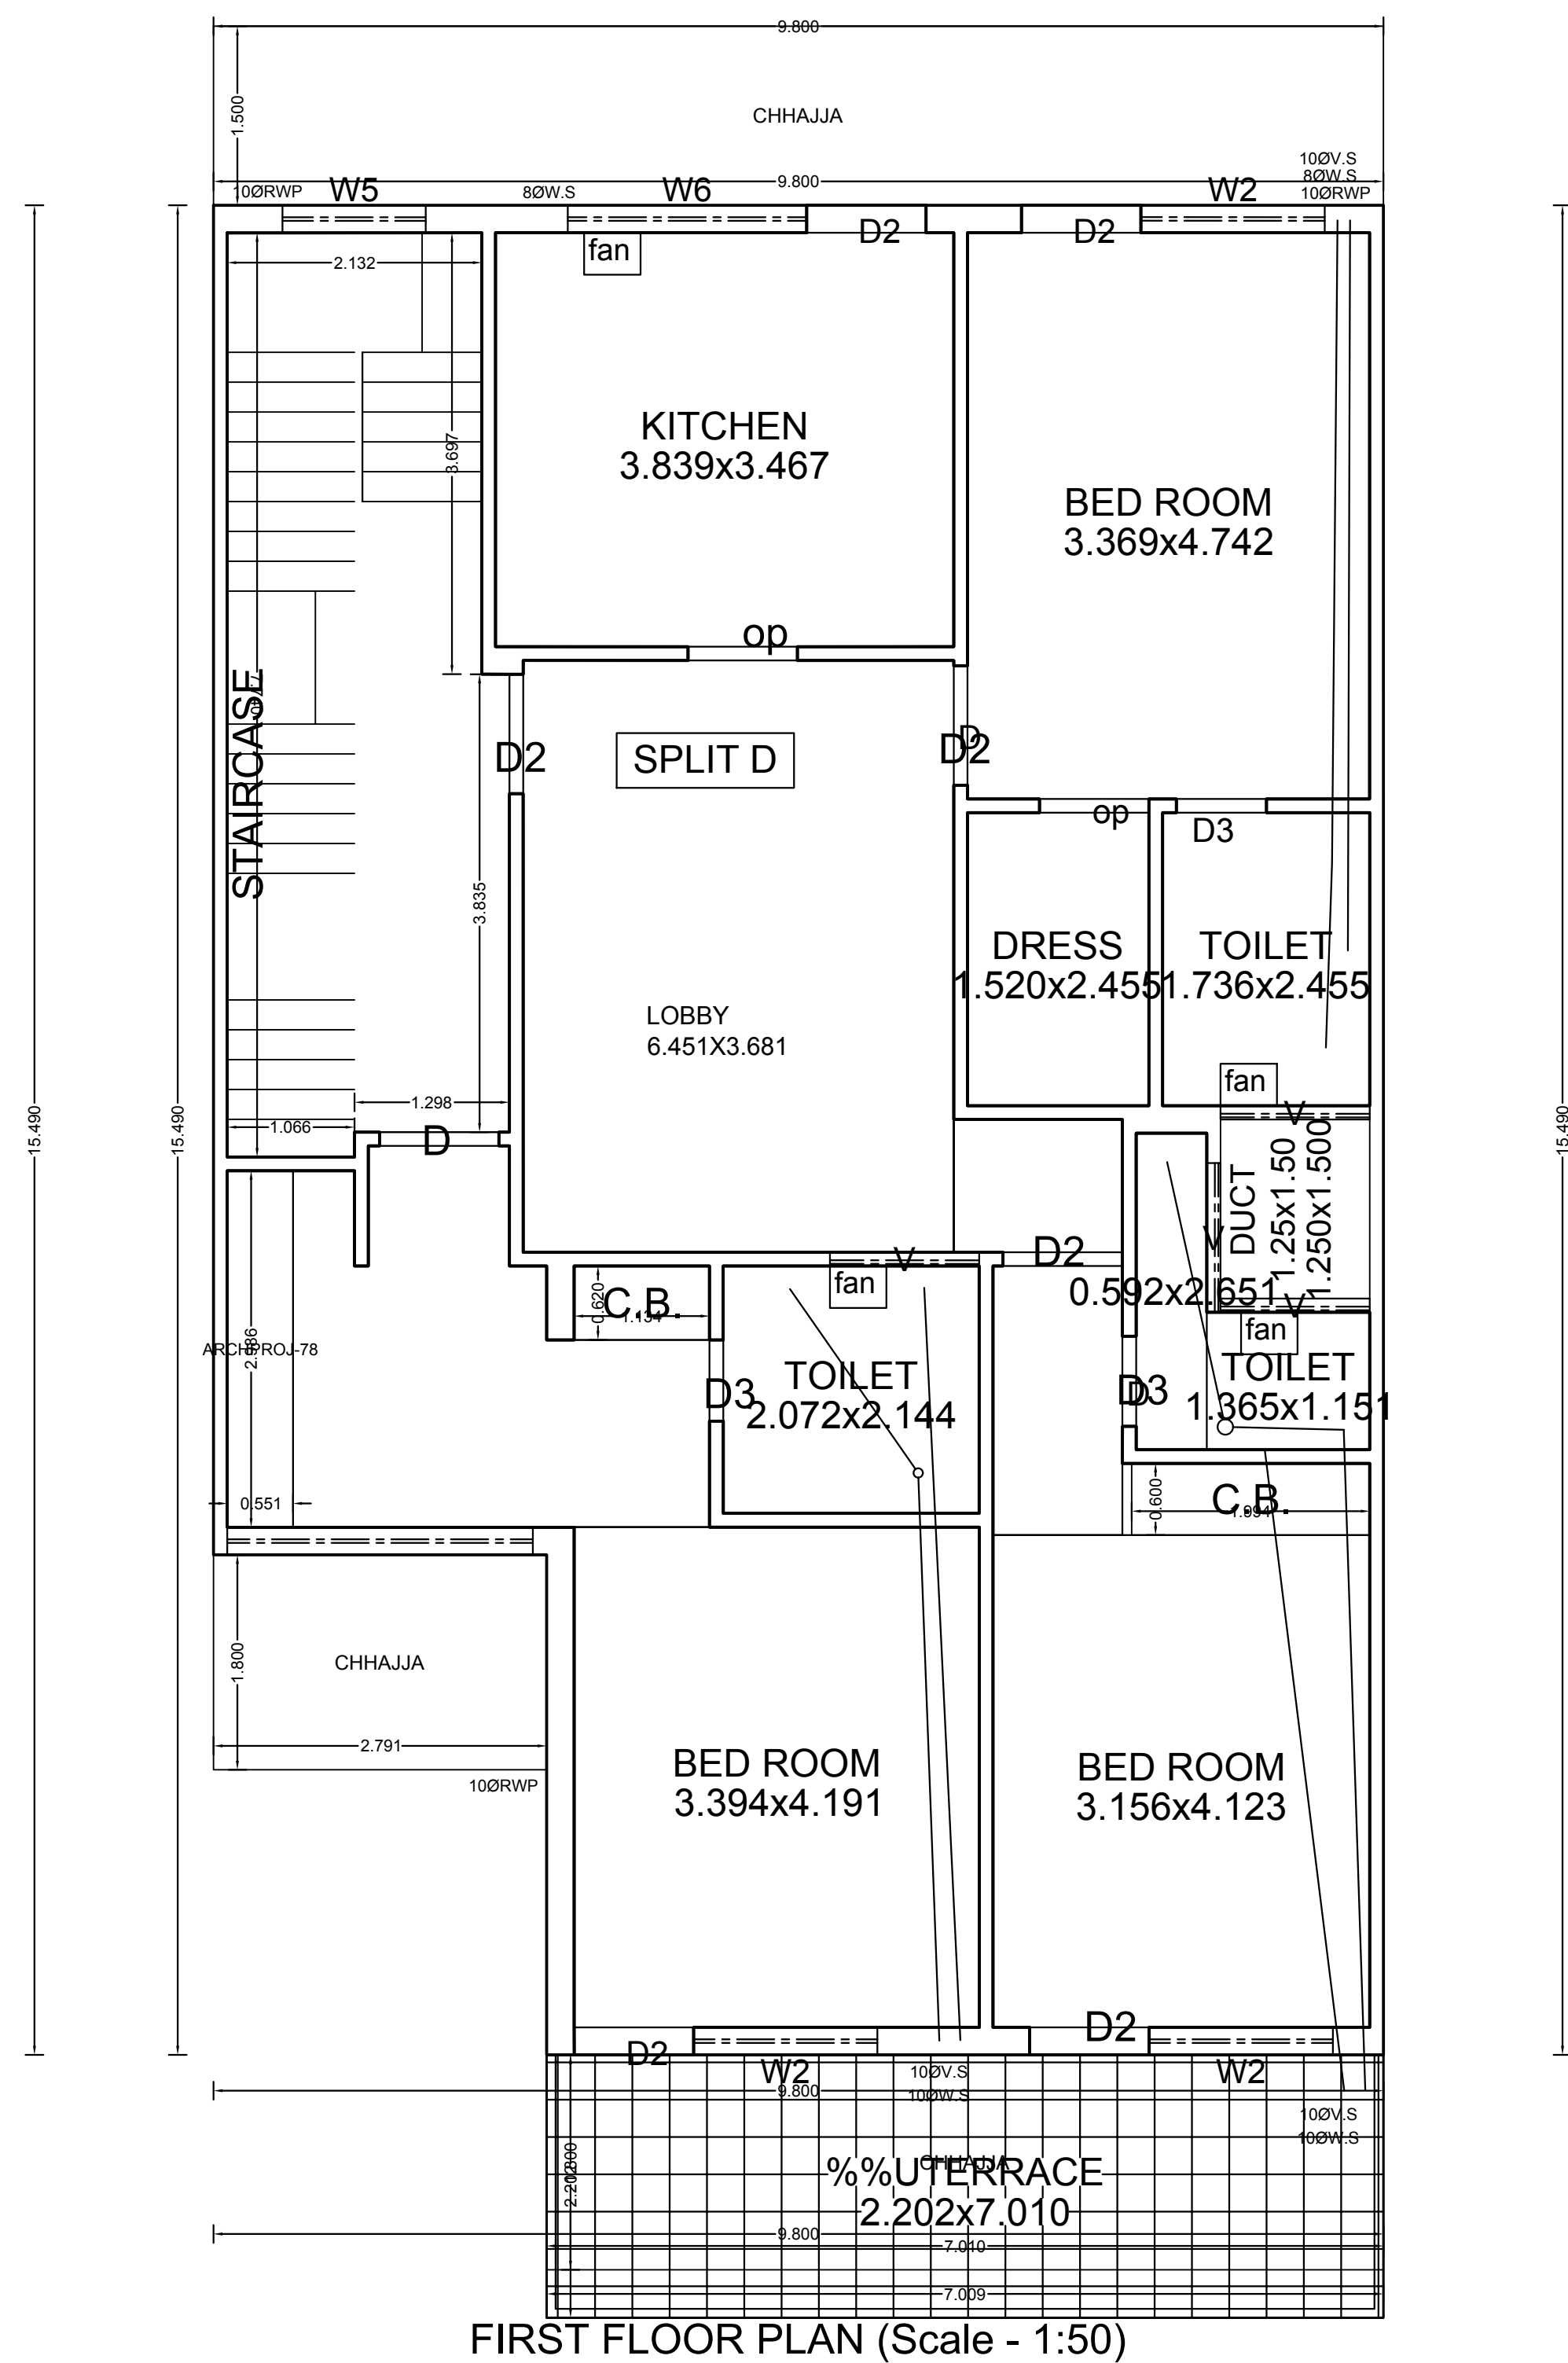 9.800
1.500
CHHAJJA
10ØV.S
8ØW.S
10ØRWP
9.800
10ØRWP
W5
8ØW.S
W6
W2
D2
D2
fan
2.132
3.697
KITCHEN
3.839x3.467
BED ROOM
3.369x4.742
op
STAIRCASE
D2
SPLIT D
D
D2
op
D3
3.835
DRESS
1.520x2.455
TOILET
1.736x2.455
LOBBY
6.451X3.681
fan
V
1.298
1.066
D
15.490
15.490
15.490
DUCT
1.25x1.50
1.250x1.500
V
V
D2
V
fan
0.592x2.651
0.620
C.B.
1.134
fan
ARCHPROJ-78
2.986
TOILET
2.072x2.144
D3
D
D3
TOILET
1.365x1.151
0.551
0.600
C.B.
1.994
1.800
CHHAJJA
2.791
10ØRWP
BED ROOM
3.394x4.191
BED ROOM
3.156x4.123
D2
D2
W2
W2
10ØV.S
10ØW.S
9.800
10ØV.S
10ØW.S
CHHAJJA
%%UTERRACE
2.202x7.010
9.800
7.010
7.009
FIRST FLOOR PLAN (Scale - 1:50)